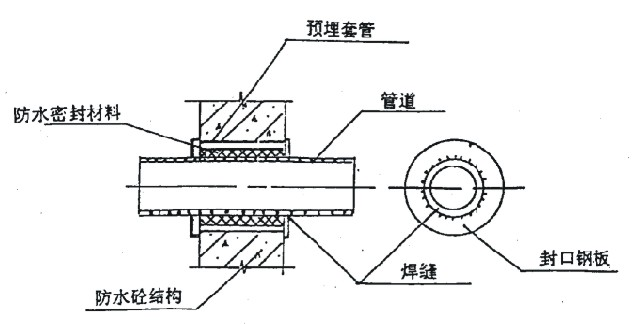 预埋套管
防水密封材料
管道
焊缝
封口钢板
防水砼结构